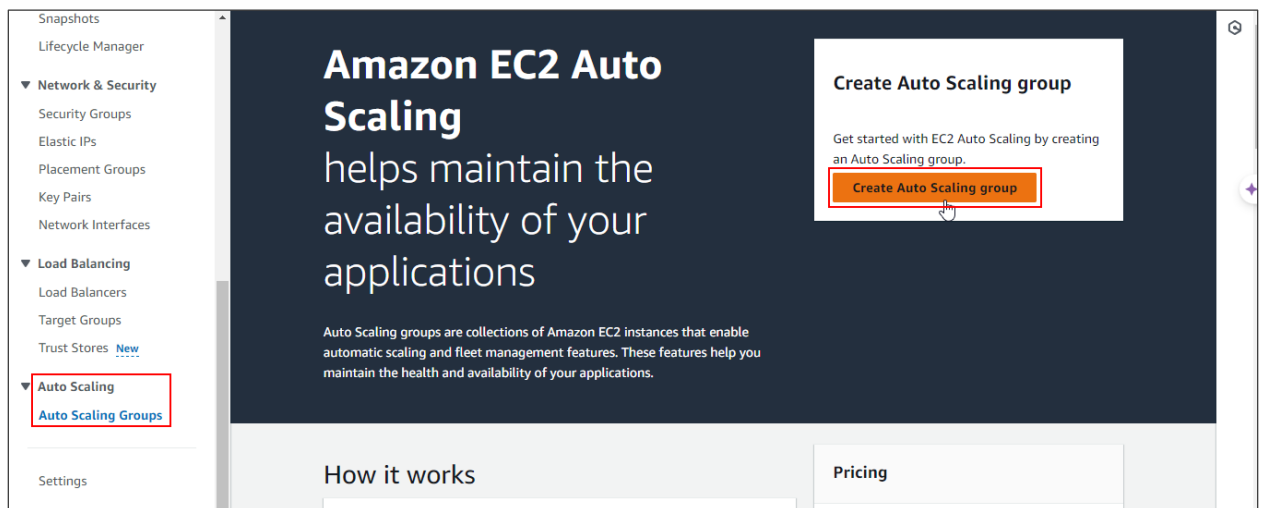 Snapshots
Lifecycle Manager
Network & Security
Security Groups
Elastic IPs
Placement Groups
Key Pairs
Network Interfaces
Load Balancing
Load Balancers
Target Groups
Trust Stores New
Auto Scaling
Auto Scaling Groups
Settings
Amazon EC2 Auto
Scaling
helps maintain the
availability of your
applications
Auto Scaling groups are collections of Amazon EC2 instances that enable
automatic scaling and fleet management features. These features help you
maintain the health and availability of your applications.
Create Auto Scaling group
Get started with EC2 Auto Scaling by creating
an Auto Scaling group.
Create Auto Scaling group
How it works
Pricing